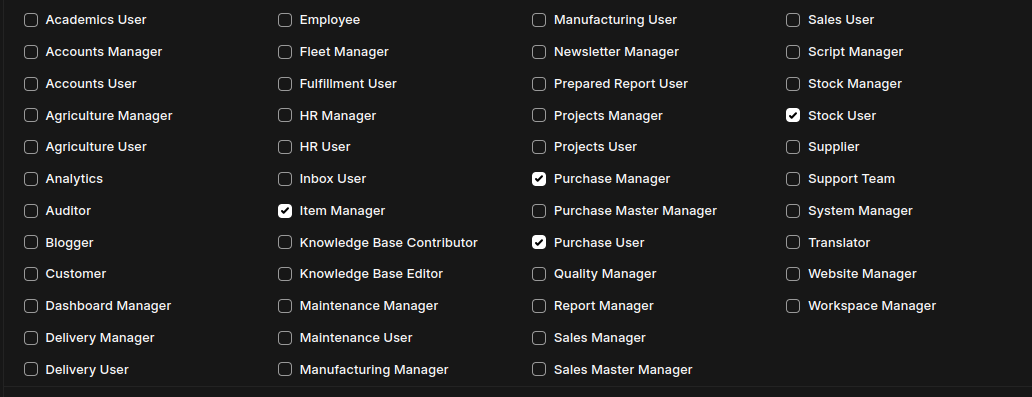 Academics User
Accounts Manager
Accounts User
Agriculture Manager
Agriculture User
Analytics
Auditor
Blogger
Customer
Dashboard Manager
Delivery Manager
Delivery User
Employee
Fleet Manager
Fulfillment User
HR Manager
HR User
Inbox User
Item Manager
Knowledge Base Contributor
Knowledge Base Editor
Maintenance Manager
Maintenance User
Manufacturing Manager
Manufacturing User
Newsletter Manager
Prepared Report User
Projects Manager
Projects User
Purchase Manager
Purchase Master Manager
Purchase User
Quality Manager
Report Manager
Sales Manager
Sales Master Manager
Sales User
Script Manager
Stock Manager
Stock User
Supplier
Support Team
System Manager
Translator
Website Manager
Workspace Manager